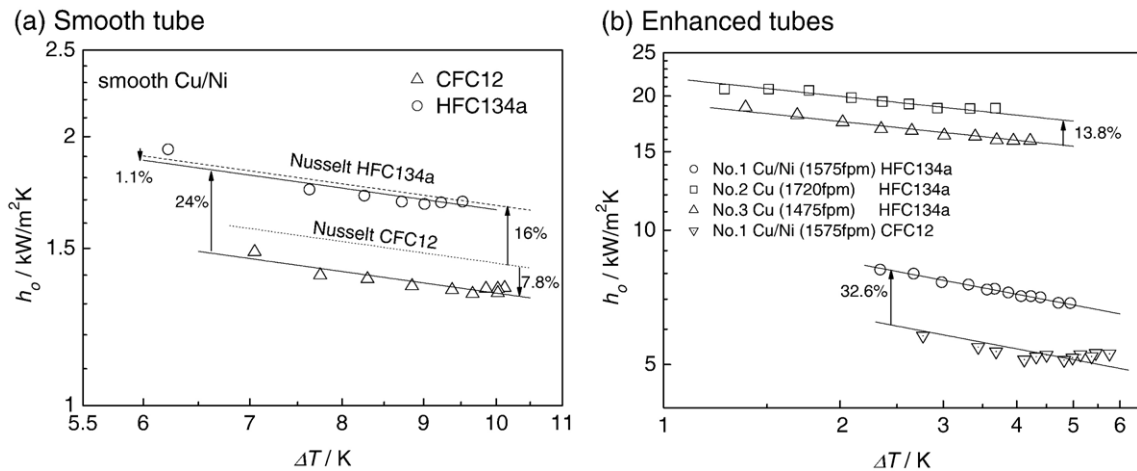 (a) Smooth tube
2.5
smooth Cu/Ni
CFC12
HFC134a
2
Nusselt HFC134a
1.1%
24%
Nusselt CFC12
16%
1.5
7.8%
1
5.5 6 7 8 9 10 11
h_o / kW/m²K
ΔT / K
(b) Enhanced tubes
25
20
13.8%
15
No.1 Cu/Ni (1575fpm) HFC134a
No.2 Cu (1720fpm) HFC134a
No.3 Cu (1475fpm) HFC134a
No.1 Cu/Ni (1575fpm) CFC12
10
32.6%
5
1 2 3 4 5 6
h_o / kW/m²K
ΔT / K